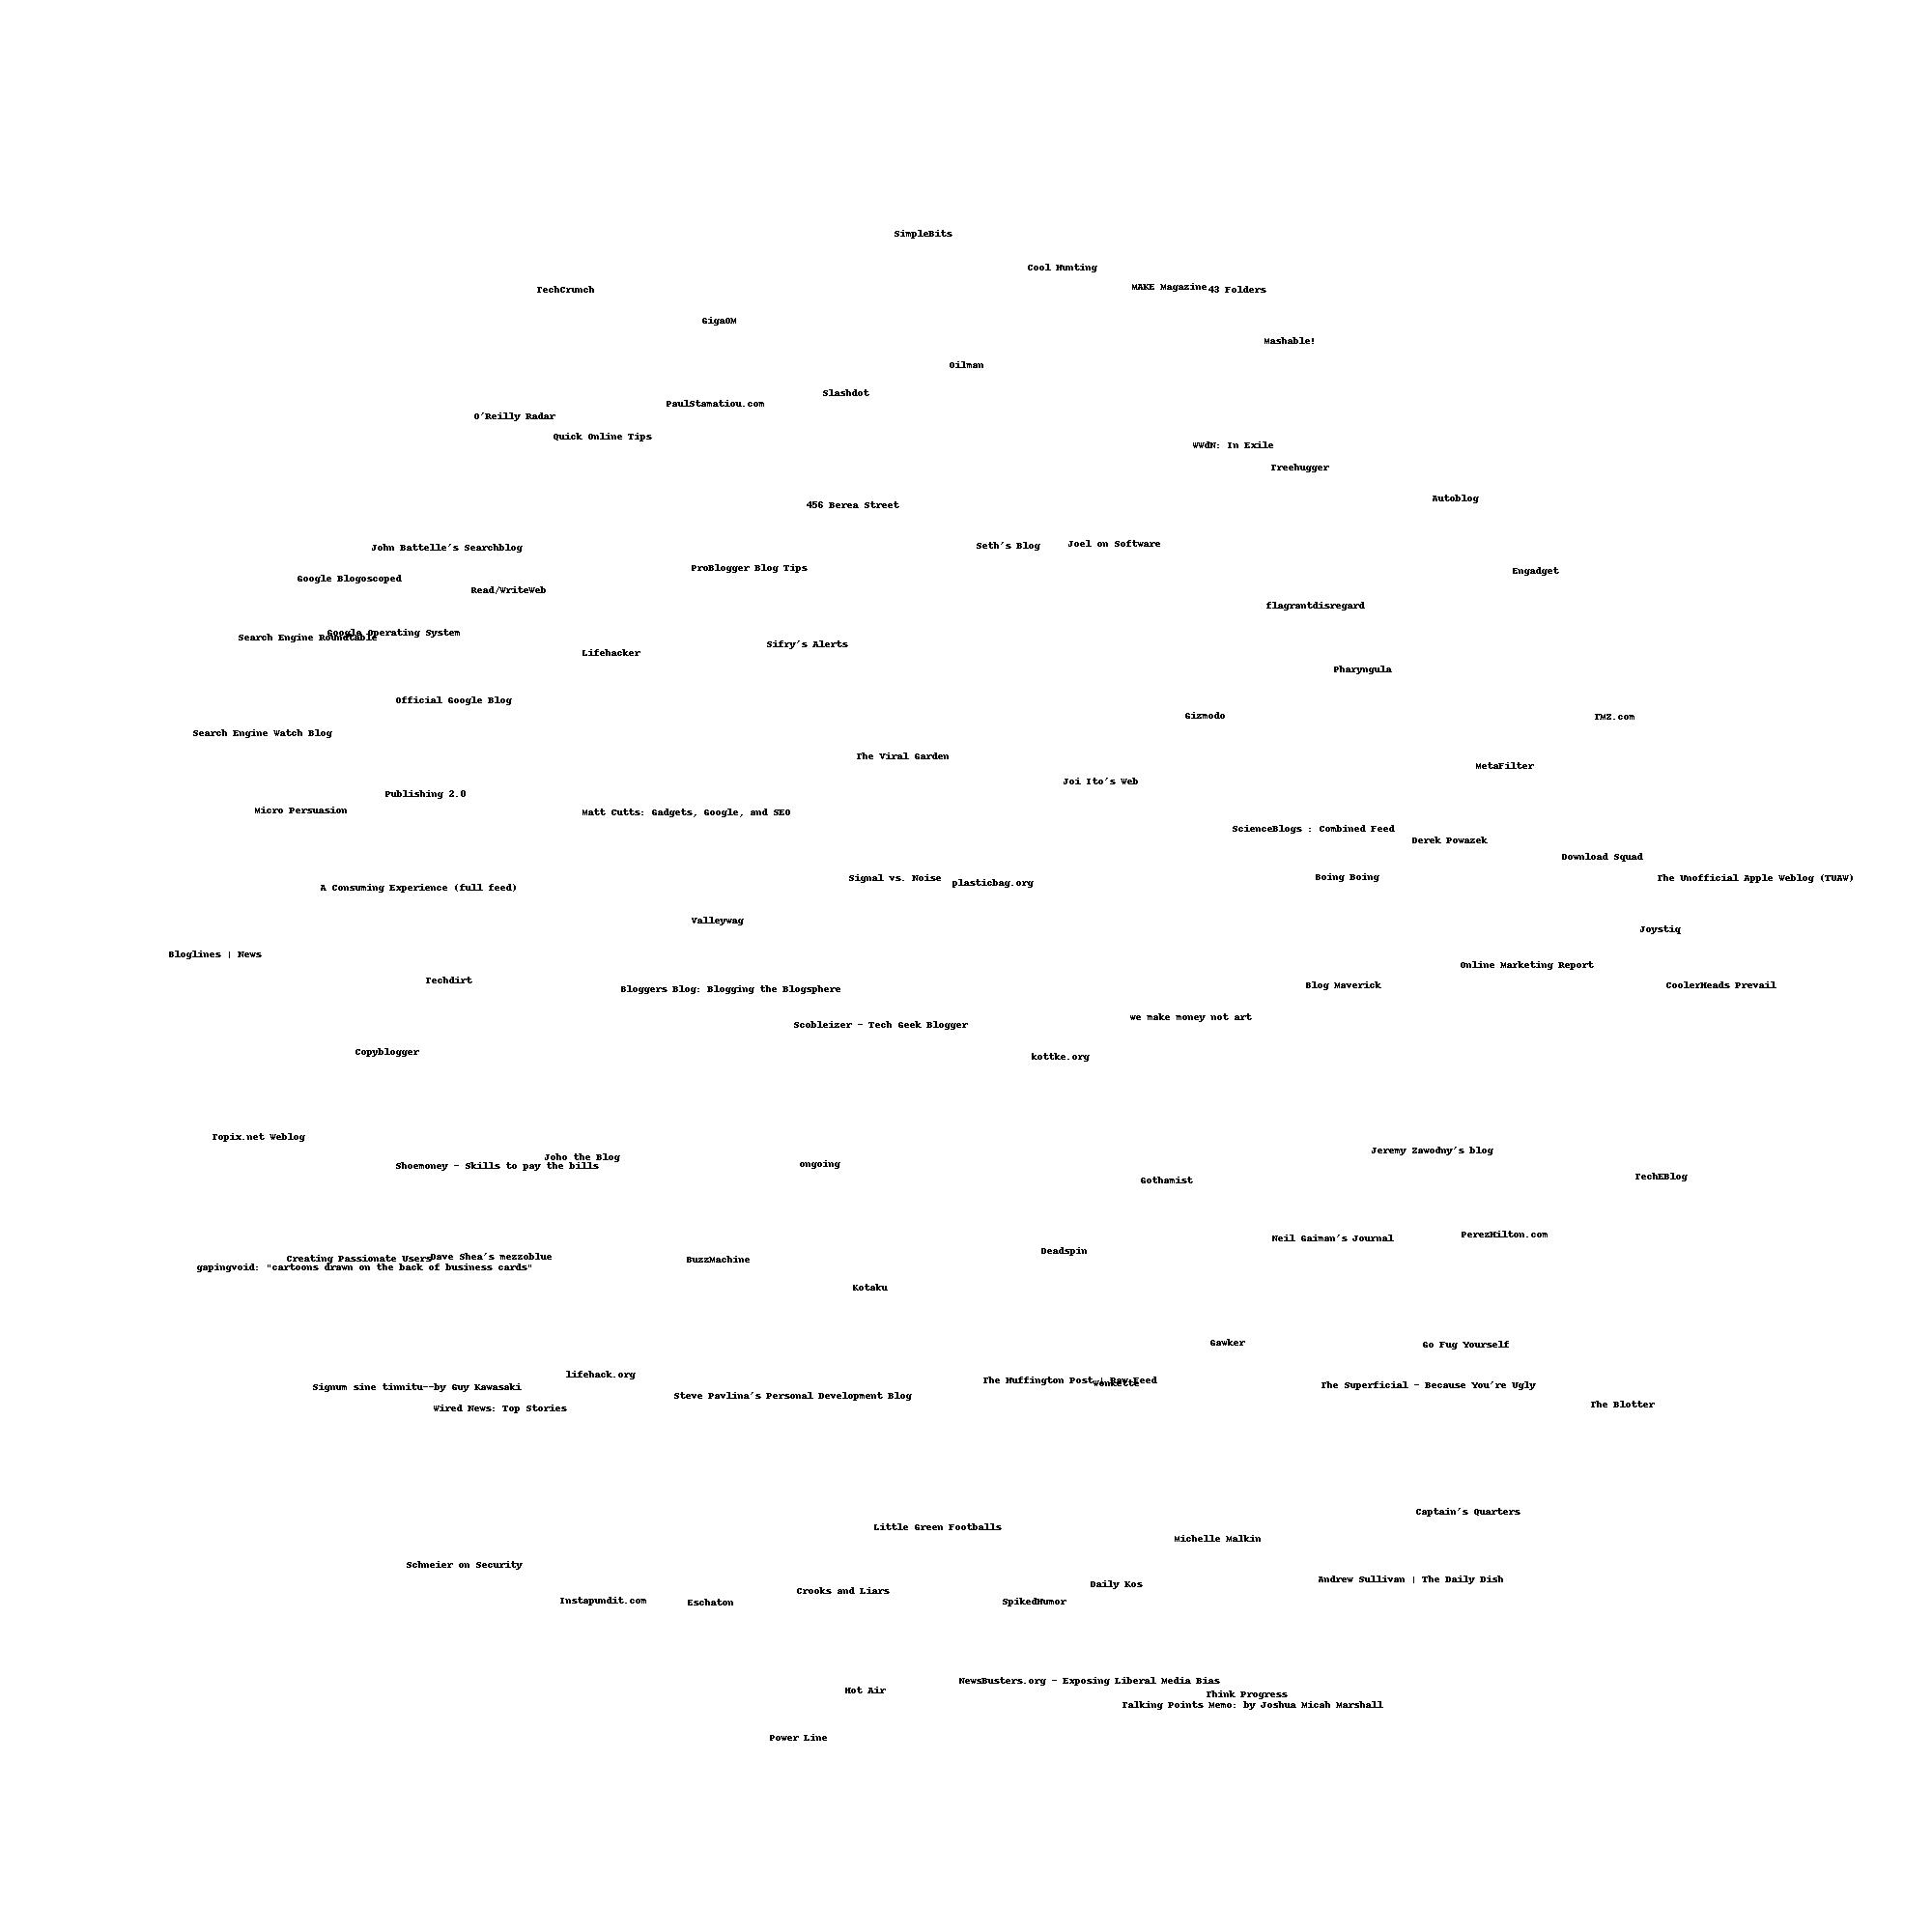 SimpleBits
Cool Hunting
MAKE Magazine
43 Folders
TechCrunch
GigaOM
Mashable!
Oilman
Slashdot
PaulStamatiou.com
O'Reilly Radar
Quick Online Tips
WWdN: In Exile
Treehugger
Autoblog
456 Berea Street
Joel on Software
Seth's Blog
John Battelle's Searchblog
ProBlogger Blog Tips
Engadget
Google Blogoscoped
Read/WriteWeb
flagrantdisregard
Google Operating System
Search Engine Roundtable
Sifry's Alerts
Lifehacker
Pharyngula
Official Google Blog
Gizmodo
TMZ.com
Search Engine Watch Blog
The Viral Garden
MetaFilter
Joi Ito's Web
Publishing 2.0
Micro Persuasion
Matt Cutts: Gadgets, Google, and SEO
ScienceBlogs : Combined Feed
Derek Powazek
Download Squad
Boing Boing
Signal vs. Noise
The Unofficial Apple Weblog (TUAW)
plasticbag.org
A Consuming Experience (full feed)
Valleywag
Joystiq
Bloglines | News
Online Marketing Report
Techdirt
Blog Maverick
CoolerHeads Prevail
Bloggers Blog: Blogging the Blogsphere
we make money not art
Scobleizer - Tech Geek Blogger
Copyblogger
kottke.org
Topix.net Weblog
Jeremy Zawodny's blog
Joho the Blog
Shoemoney - Skills to pay the bills
ongoing
TechEBlog
Gothamist
PerezHilton.com
Neil Gaiman's Journal
Deadspin
Dave Shea's mezzoblue
Creating Passionate Users
BuzzMachine
gapingvoid: "cartoons drawn on the back of business cards"
Kotaku
Gawker
Go Fug Yourself
lifehack.org
The Huffington Post | Raw Feed
Wonkette
The Superficial - Because You're Ugly
Signum sine tinnitu--by Guy Kawasaki
Steve Pavlina's Personal Development Blog
The Blotter
Wired News: Top Stories
Captain's Quarters
Little Green Footballs
Michelle Malkin
Schneier on Security
Andrew Sullivan | The Daily Dish
Daily Kos
Crooks and Liars
Instapundit.com
Eschaton
SpikedHumor
NewsBusters.org - Exposing Liberal Media Bias
Hot Air
Think Progress
Talking Points Memo: by Joshua Micah Marshall
Power Line